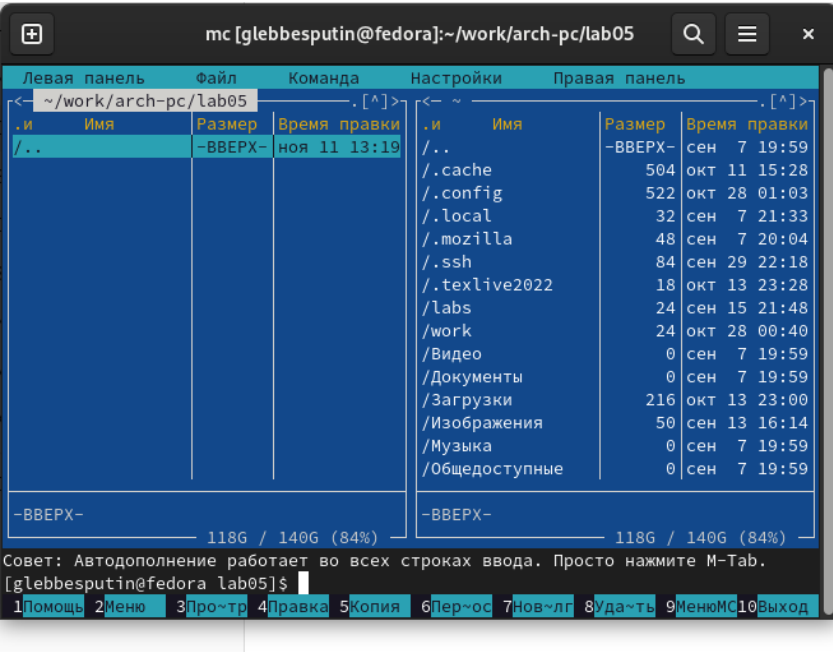 mc [glebbesputin@fedora]:~/work/arch-pc/lab05
Левая панель Файл Команда Настройки Правая панель
<— ~/work/arch-pc/lab05 .[^]>
.и Имя Размер Время правки
/.. -ВВЕРХ- ноя 11 13:19
-ВВЕРХ-
118G / 140G (84%)
<— ~ .[^]>
.и Имя Размер Время правки
/.. -ВВЕРХ- сен 7 19:59
/.cache 504 окт 11 15:28
/.config 522 окт 28 01:03
/.local 32 сен 7 21:33
/.mozilla 48 сен 7 20:04
/.ssh 84 сен 29 22:18
/.texlive2022 18 окт 13 23:28
/labs 24 сен 15 21:48
/work 24 окт 28 00:40
/Видео 0 сен 7 19:59
/Документы 0 сен 7 19:59
/Загрузки 216 окт 13 23:00
/Изображения 50 сен 13 16:14
/Музыка 0 сен 7 19:59
/Общедоступные 0 сен 7 19:59
-ВВЕРХ-
118G / 140G (84%)
Совет: Автодополнение работает во всех строках ввода. Просто нажмите M-Tab.
[glebbesputin@fedora lab05]$
1Помощь 2Меню 3Про~тр 4Правка 5Копия 6Пер~ос 7Нов~лг 8Уда~ть 9МенюMC 10Выход